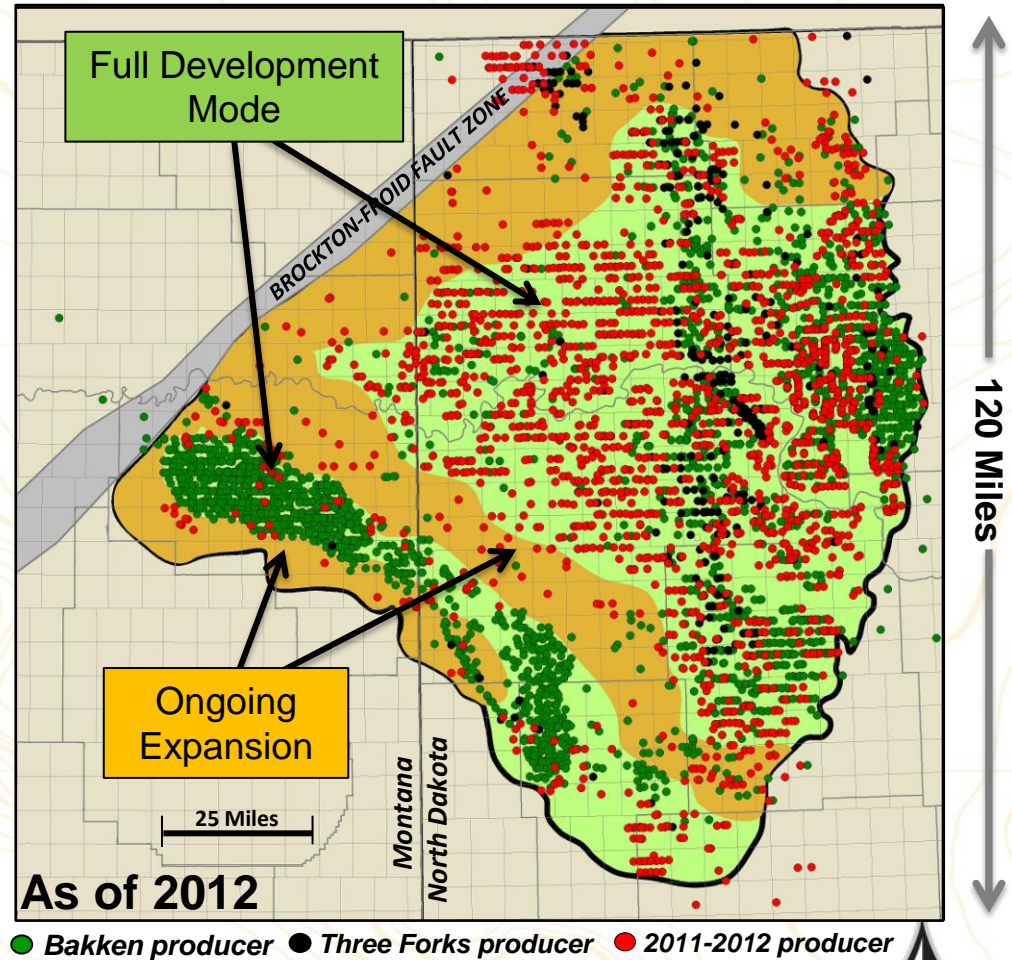 Full Development
Mode
BROCKTON-FROID FAULT ZONE
120 Miles
Ongoing
Expansion
Montana
North Dakota
25 Miles
As of 2012
Bakken producer Three Forks producer 2011-2012 producer